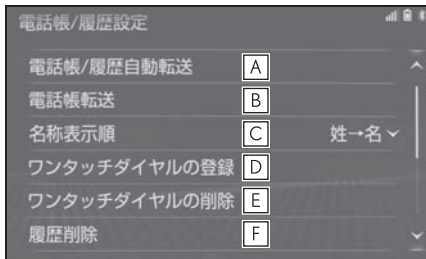 電話帳/履歴設定
電話帳/履歴自動転送 A
電話帳転送 B
名称表示順 C 姓→名
ワンタッチダイヤルの登録 D
ワンタッチダイヤルの削除 E
履歴削除 F